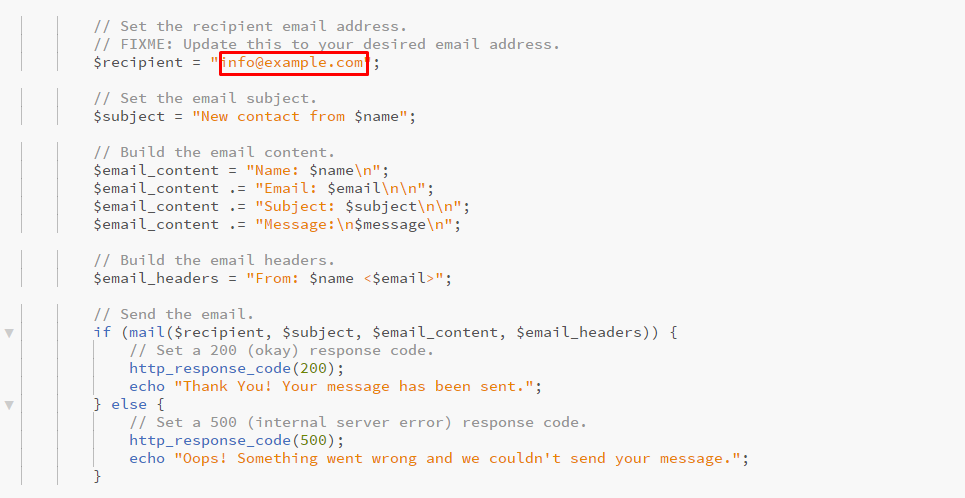 // Set the recipient email address.
// FIXME: Update this to your desired email address.
$recipient = "info@example.com";
// Set the email subject.
$subject = "New contact from $name";
// Build the email content.
$email_content = "Name: $name\n";
$email_content .= "Email: $email\n\n";
$email_content .= "Subject: $subject\n\n";
$email_content .= "Message:\n$message\n";
// Build the email headers.
$email_headers = "From: $name <$email>";
// Send the email.
if (mail($recipient, $subject, $email_content, $email_headers)) {
// Set a 200 (okay) response code.
http_response_code(200);
echo "Thank You! Your message has been sent.";
} else {
// Set a 500 (internal server error) response code.
http_response_code(500);
echo "Oops! Something went wrong and we couldn't send your message.";
}